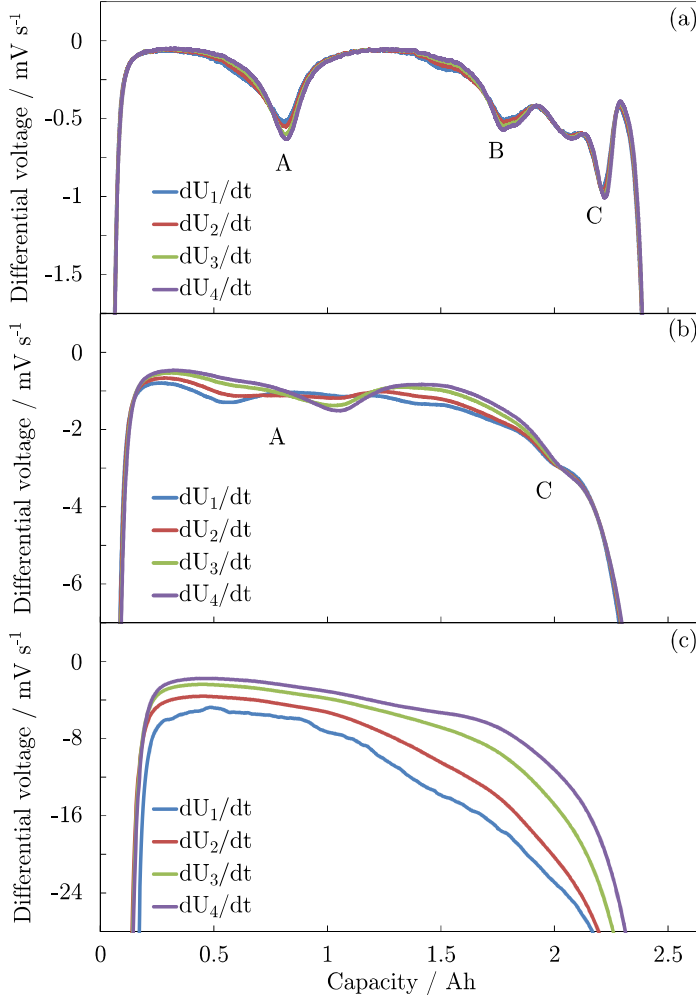 (a)
0
-0.5
-1
-1.5
Differential voltage / mV s⁻¹
A
B
C
dU₁/dt
dU₂/dt
dU₃/dt
dU₄/dt
(b)
0
-2
-4
-6
Differential voltage / mV s⁻¹
A
C
dU₁/dt
dU₂/dt
dU₃/dt
dU₄/dt
(c)
0
-8
-16
-24
Differential voltage / mV s⁻¹
dU₁/dt
dU₂/dt
dU₃/dt
dU₄/dt
0 0.5 1 1.5 2 2.5
Capacity / Ah